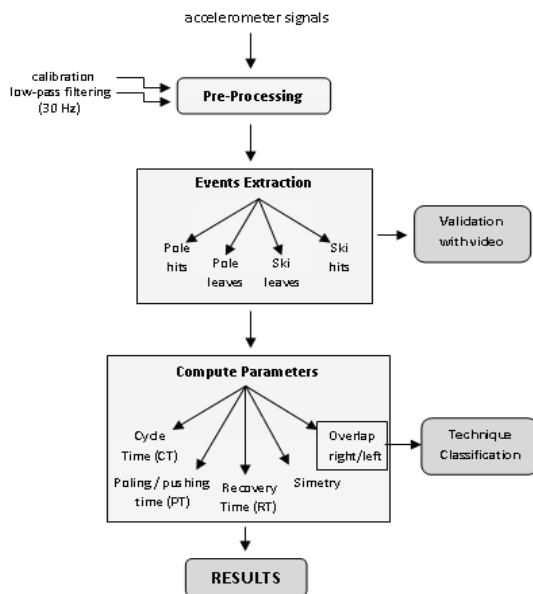 accelerometer signals
calibration
low-pass filtering
(30 Hz)
Pre-Processing
Events Extraction
Pole
hits
Pole
leaves
Ski
leaves
Ski
hits
Validation
with video
Compute Parameters
Cycle
Time (CT)
Poling / pushing
time (PT)
Recovery
Time (RT)
Simetry
Overlap
right/left
Technique
Classification
RESULTS